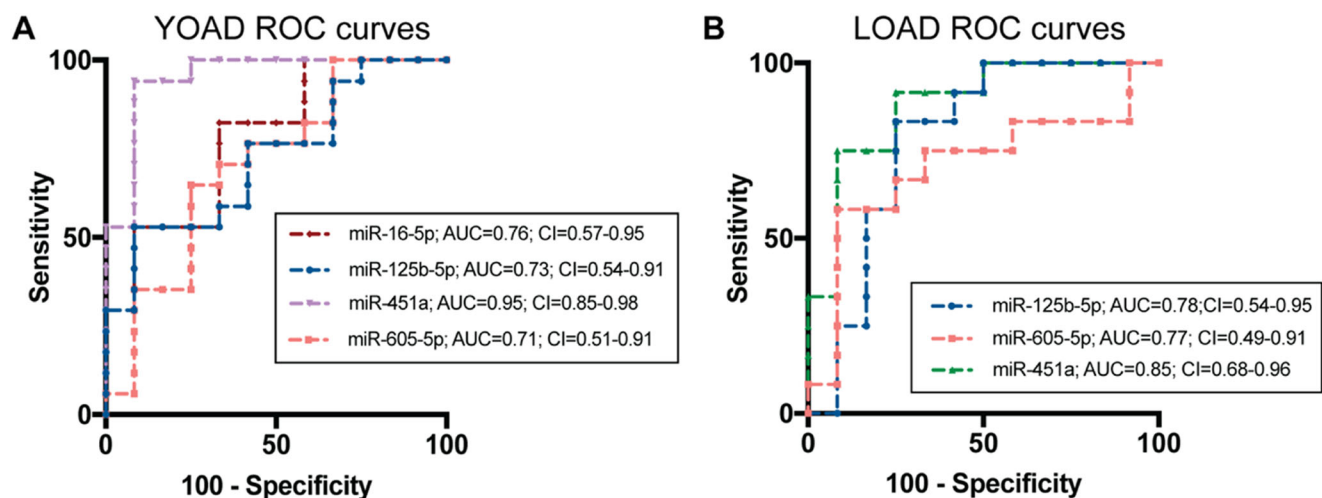 A
YOAD ROC curves
100
50
0
Sensitivity
0
50
100
100 - Specificity
miR-16-5p; AUC=0.76; CI=0.57-0.95
miR-125b-5p; AUC=0.73; CI=0.54-0.91
miR-451a; AUC=0.95; CI=0.85-0.98
miR-605-5p; AUC=0.71; CI=0.51-0.91
B
LOAD ROC curves
100
50
0
Sensitivity
0
50
100
100 - Specificity
miR-125b-5p; AUC=0.78;CI=0.54-0.95
miR-605-5p; AUC=0.77; CI=0.49-0.91
miR-451a; AUC=0.85; CI=0.68-0.96